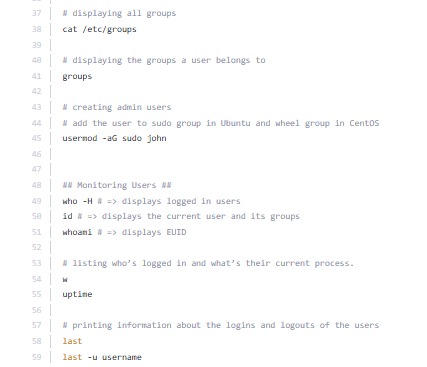 37 # displaying all groups
38 cat /etc/groups
39
40 # displaying the groups a user belongs to
41 groups
42
43 # creating admin users
44 # add the user to sudo group in Ubuntu and wheel group in CentOS
45 usermod -aG sudo john
46
47
48 ## Monitoring Users ##
49 who -H # => displays logged in users
50 id # => displays the current user and its groups
51 whoami # => displays EUID
52
53 # listing who’s logged in and what’s their current process.
54 w
55 uptime
56
57 # printing information about the logins and logouts of the users
58 last
59 last -u username